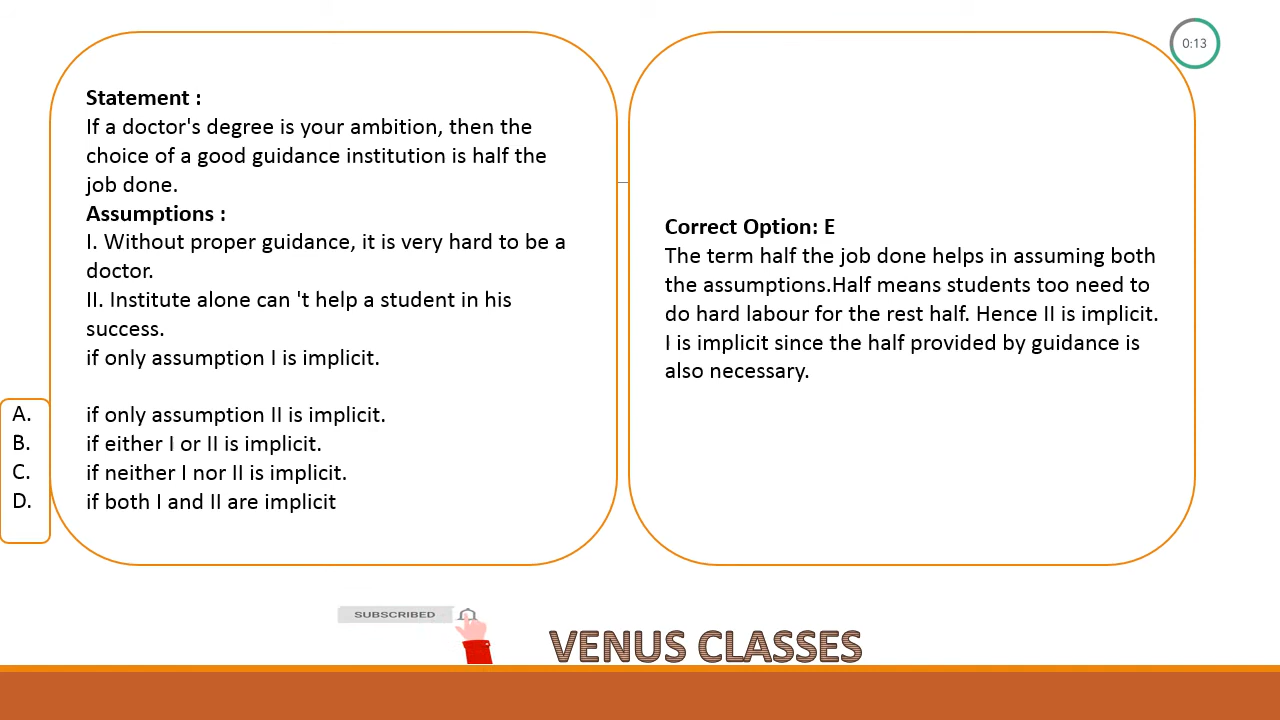 0:13
Statement :
If a doctor's degree is your ambition, then the
choice of a good guidance institution is half the
job done.
Assumptions :
I. Without proper guidance, it is very hard to be a
doctor.
II. Institute alone can 't help a student in his
success.
if only assumption I is implicit.
A. if only assumption II is implicit.
B. if either I or II is implicit.
C. if neither I nor II is implicit.
D. if both I and II are implicit
Correct Option: E
The term half the job done helps in assuming both
the assumptions.Half means students too need to
do hard labour for the rest half. Hence II is implicit.
I is implicit since the half provided by guidance is
also necessary.
SUBSCRIBED
VENUS CLASSES